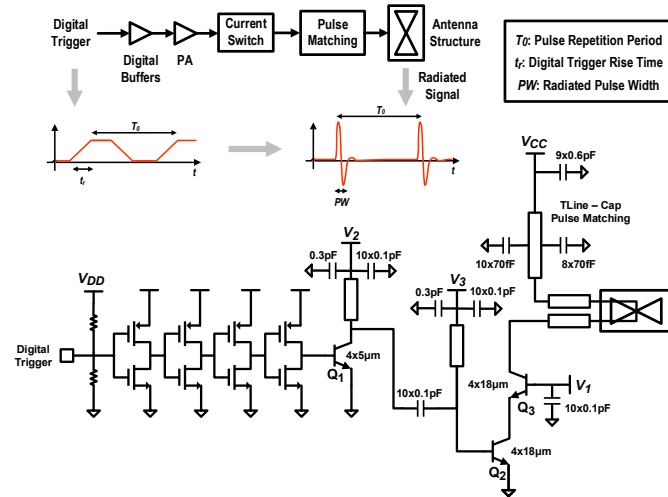 Digital
Trigger
Digital
Buffers
PA
Current
Switch
Pulse
Matching
Antenna
Structure
Radiated
Signal
T0: Pulse Repetition Period
tr: Digital Trigger Rise Time
PW: Radiated Pulse Width
T0
tr
t
T0
PW
t
VCC
9x0.6pF
TLine – Cap
Pulse Matching
10x70fF
8x70fF
V2
0.3pF
10x0.1pF
V3
0.3pF
10x0.1pF
VDD
Digital
Trigger
4x5µm
Q1
10x0.1pF
4x18µm
Q3
V1
10x0.1pF
4x18µm
Q2